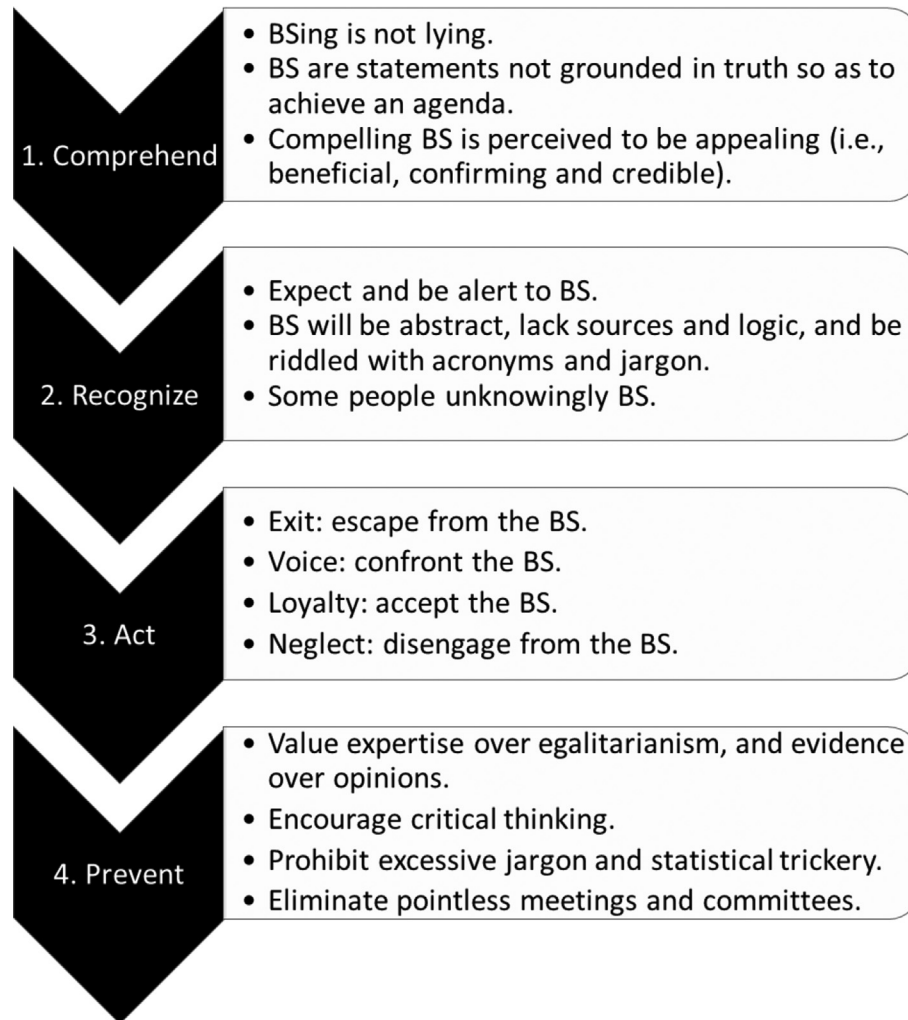 1. Comprehend
• BSing is not lying.
• BS are statements not grounded in truth so as to
achieve an agenda.
• Compelling BS is perceived to be appealing (i.e.,
beneficial, confirming and credible).
2. Recognize
• Expect and be alert to BS.
• BS will be abstract, lack sources and logic, and be
riddled with acronyms and jargon.
• Some people unknowingly BS.
3. Act
• Exit: escape from the BS.
• Voice: confront the BS.
• Loyalty: accept the BS.
• Neglect: disengage from the BS.
4. Prevent
• Value expertise over egalitarianism, and evidence
over opinions.
• Encourage critical thinking.
• Prohibit excessive jargon and statistical trickery.
• Eliminate pointless meetings and committees.